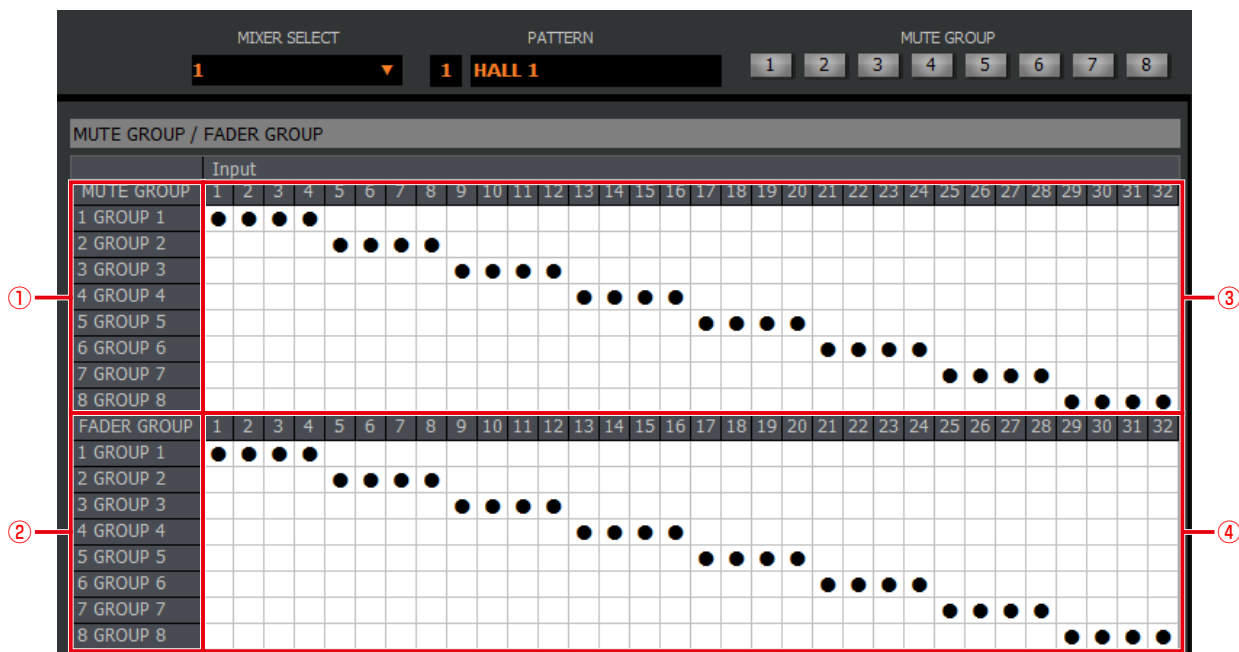 MIXER SELECT PATTERN MUTE GROUP
1 ▼ 1 HALL 1 1 2 3 4 5 6 7 8
MUTE GROUP / FADER GROUP
Input
MUTE GROUP 1 2 3 4 5 6 7 8 9 10 11 12 13 14 15 16 17 18 19 20 21 22 23 24 25 26 27 28 29 30 31 32
1 GROUP 1
2 GROUP 2
3 GROUP 3
① 4 GROUP 4 ③
5 GROUP 5
6 GROUP 6
7 GROUP 7
8 GROUP 8
FADER GROUP 1 2 3 4 5 6 7 8 9 10 11 12 13 14 15 16 17 18 19 20 21 22 23 24 25 26 27 28 29 30 31 32
1 GROUP 1
2 GROUP 2
3 GROUP 3
② 4 GROUP 4 ④
5 GROUP 5
6 GROUP 6
7 GROUP 7
8 GROUP 8